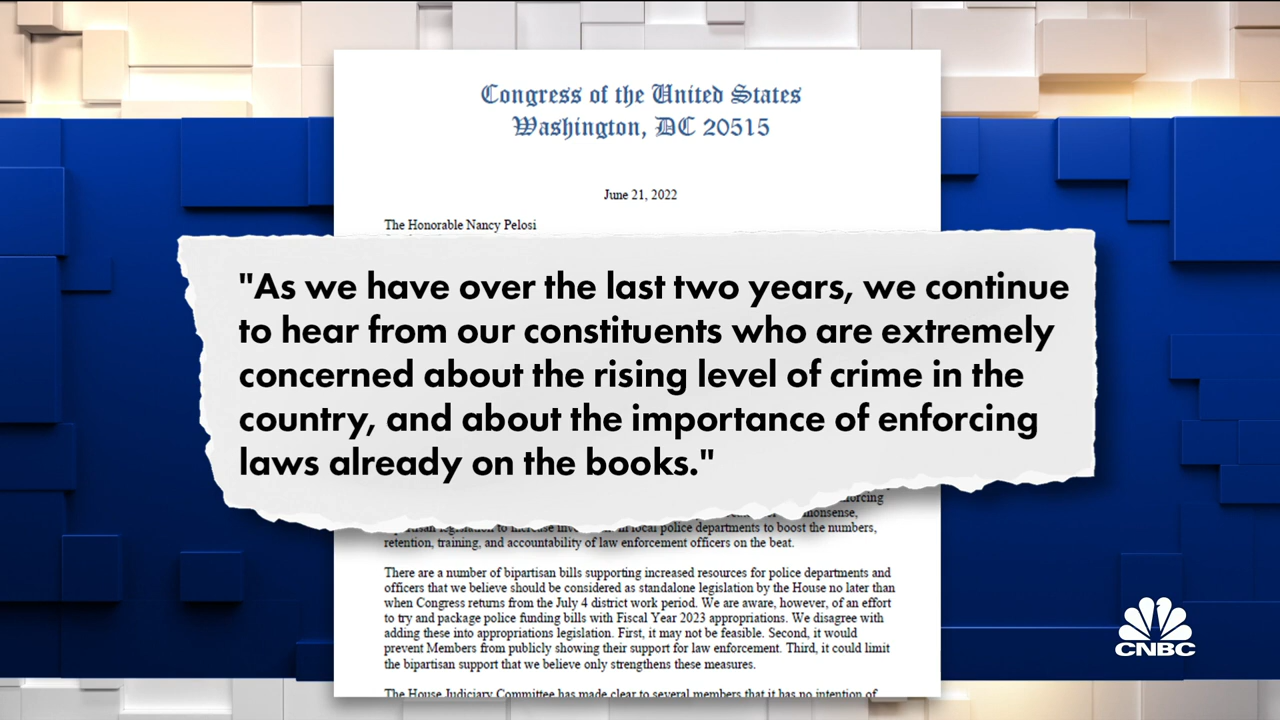 Congress of the United States
Washington, DC 20515
June 21, 2022
The Honorable Nancy Pelosi
"As we have over the last two years, we continue
to hear from our constituents who are extremely
concerned about the rising level of crime in the
country, and about the importance of enforcing
laws already on the books."
in local police departments to boost the numbers,
retention, training, and accountability of law enforcement officers on the beat.
There are a number of bipartisan bills supporting increased resources for police departments and
officers that we believe should be considered as standalone legislation by the House no later than
when Congress returns from the July 4 district work period. We are aware, however, of an effort
to try and package police funding bills with Fiscal Year 2023 appropriations. We disagree with
adding these into appropriations legislation. First, it may not be feasible. Second, it would
prevent Members from publicly showing their support for law enforcement. Third, it could limit
the bipartisan support that we believe only strengthens these measures.
The House Judiciary Committee has made clear to several members that it has no intention of
CNBC